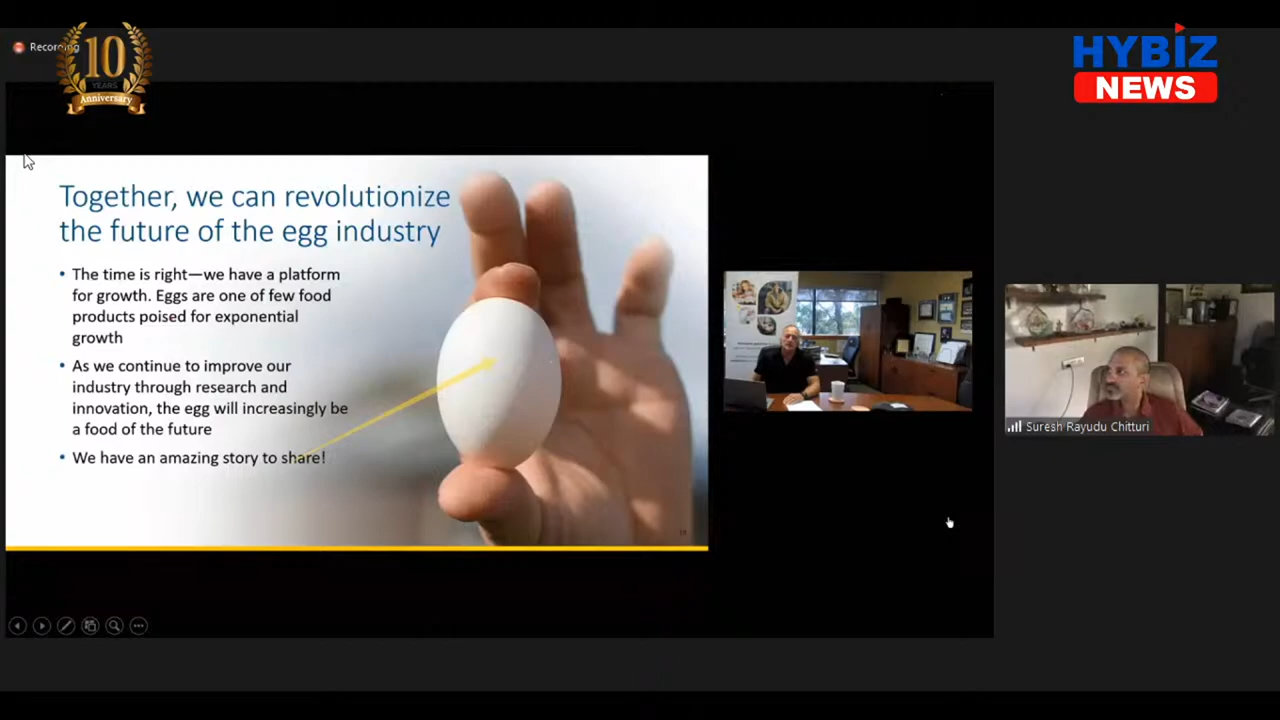 Recording
10
YEARS
Anniversary
HYBIZ
NEWS
Together, we can revolutionize
the future of the egg industry
• The time is right—we have a platform
for growth. Eggs are one of few food
products poised for exponential
growth
• As we continue to improve our
industry through research and
innovation, the egg will increasingly be
a food of the future
• We have an amazing story to share!
Suresh Rayudu Chitturi